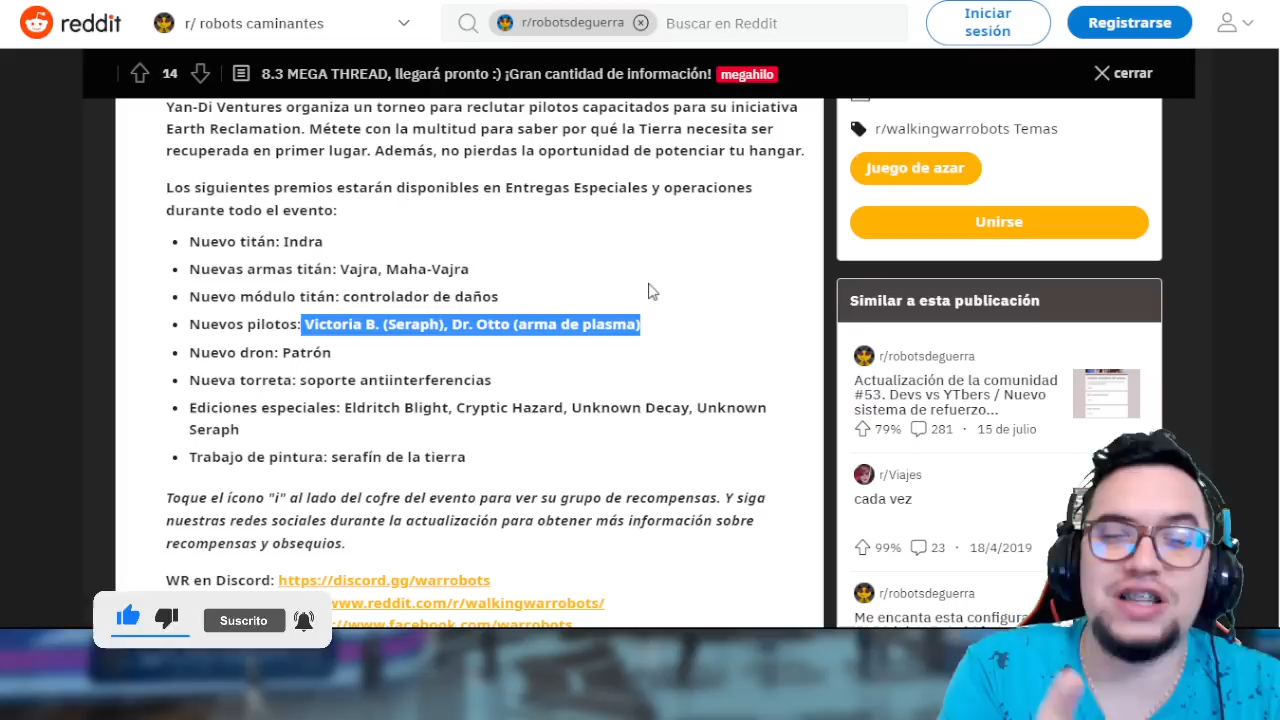 reddit
r/ robots caminantes
r/robotsdeguerra
Buscar en Reddit
Iniciar
sesión
Registrarse
14
8.3 MEGA THREAD, llegará pronto :) ¡Gran cantidad de información! megahilo
cerrar
Yan-Di Ventures organiza un torneo para reclutar pilotos capacitados para su iniciativa
Earth Reclamation. Métete con la multitud para saber por qué la Tierra necesita ser
recuperada en primer lugar. Además, no pierdas la oportunidad de potenciar tu hangar.
Los siguientes premios estarán disponibles en Entregas Especiales y operaciones
durante todo el evento:
• Nuevo titán: Indra
• Nuevas armas titán: Vajra, Maha-Vajra
• Nuevo módulo titán: controlador de daños
• Nuevos pilotos: Victoria B. (Seraph), Dr. Otto (arma de plasma)
• Nuevo dron: Patrón
• Nueva torreta: soporte antiinterferencias
• Ediciones especiales: Eldritch Blight, Cryptic Hazard, Unknown Decay, Unknown
Seraph
• Trabajo de pintura: serafín de la tierra
Toque el ícono "i" al lado del cofre del evento para ver su grupo de recompensas. Y siga
nuestras redes sociales durante la actualización para obtener más información sobre
recompensas y obsequios.
WR en Discord: https://discord.gg/warrobots
www.reddit.com/r/walkingwarrobots/
://www.facebook.com/warrobots
Suscrito
r/walkingwarrobots Temas
Juego de azar
Unirse
Similar a esta publicación
r/robotsdeguerra
Actualización de la comunidad
#53. Devs vs YTbers / Nuevo
sistema de refuerzo...
79% 281 · 15 de julio
r/Viajes
cada vez
99% 23 · 18/4/2019
r/robotsdeguerra
Me encanta esta configura